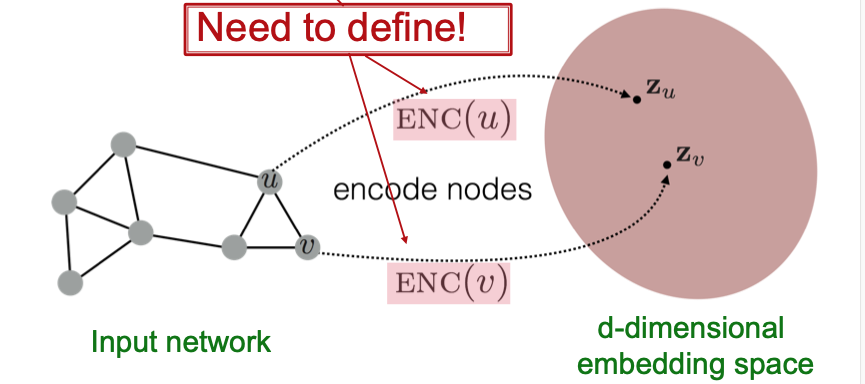 Need to define!
z_u
ENC(u)
z_v
u
encode nodes
v
ENC(v)
Input network
d-dimensional
embedding space